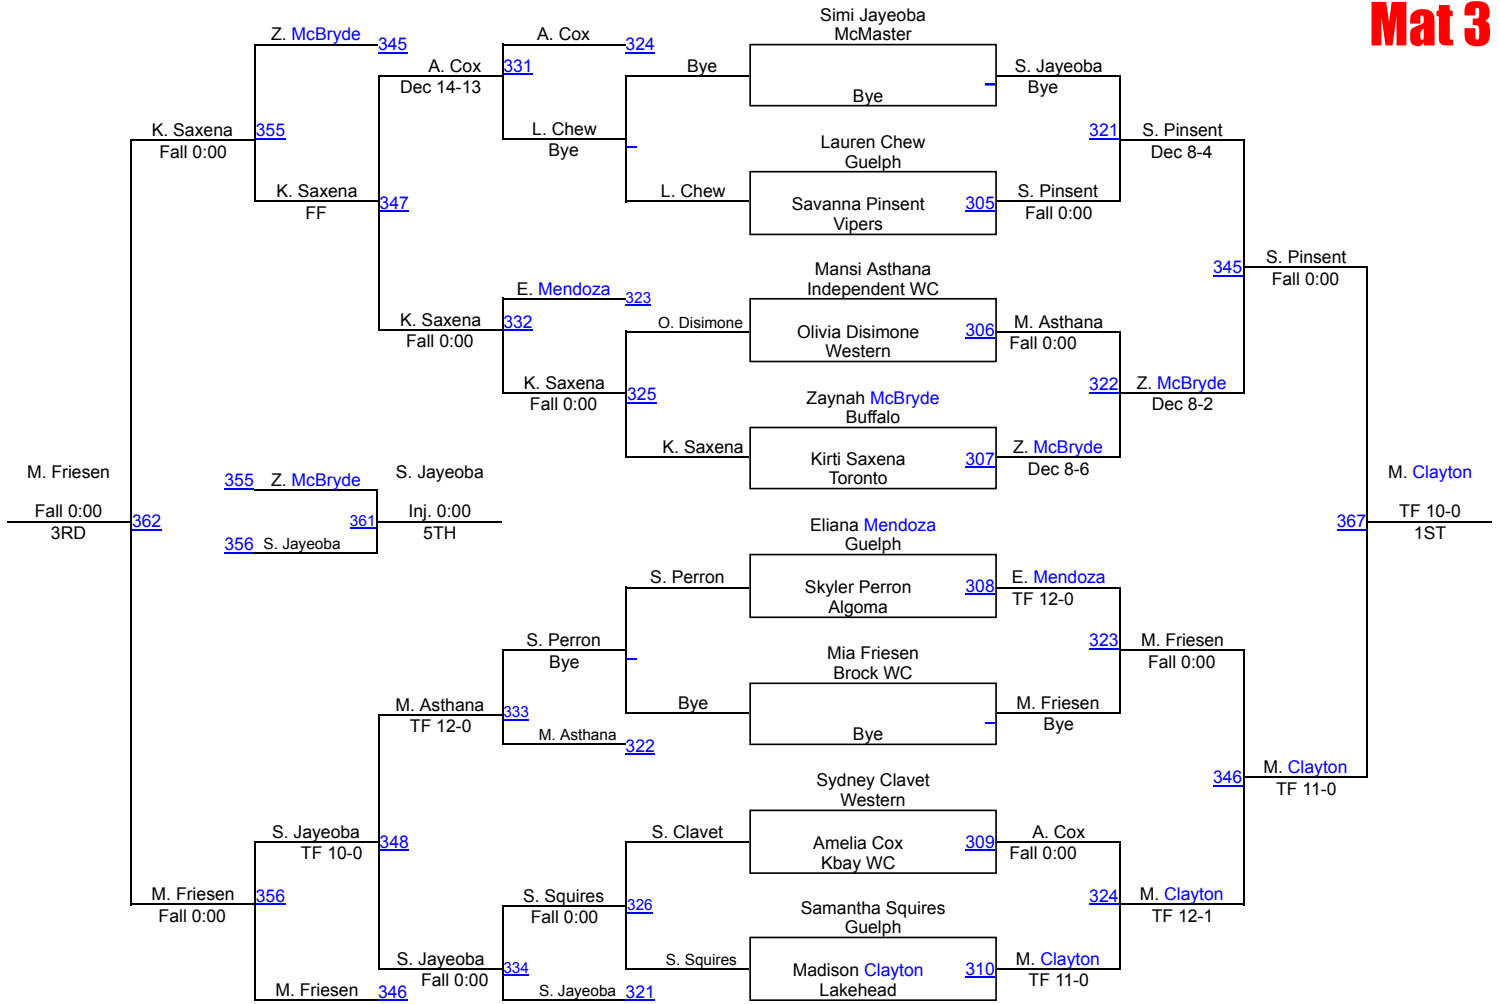 Mat 3
Simi Jayeoba
McMaster
Z. McBryde
345
A. Cox
324
A. Cox
331
Bye
S. Jayeoba
Dec 14-13
Bye
Bye
K. Saxena
355
L. Chew
Lauren Chew
321
S. Pinsent
Fall 0:00
Bye
Guelph
Dec 8-4
K. Saxena
347
L. Chew
Savanna Pinsent
305
S. Pinsent
FF
Vipers
Fall 0:00
Mansi Asthana
345
S. Pinsent
E. Mendoza
323
Independent WC
Fall 0:00
K. Saxena
332
O. Disimone
Olivia Disimone
306
M. Asthana
Fall 0:00
Western
Fall 0:00
K. Saxena
325
Zaynah McBryde
322
Z. McBryde
Fall 0:00
Buffalo
Dec 8-2
K. Saxena
Kirti Saxena
307
Z. McBryde
M. Friesen
355
Z. McBryde
S. Jayeoba
Toronto
Dec 8-6
M. Clayton
Fall 0:00
362
361
Inj. 0:00
Eliana Mendoza
367
TF 10-0
3RD
356
S. Jayeoba
5TH
Guelph
1ST
S. Perron
Skyler Perron
308
E. Mendoza
Algoma
TF 12-0
S. Perron
Mia Friesen
323
M. Friesen
Bye
Brock WC
Fall 0:00
M. Asthana
333
Bye
M. Friesen
TF 12-0
M. Asthana
322
Bye
Bye
Sydney Clavet
346
M. Clayton
Western
TF 11-0
S. Jayeoba
348
S. Clavet
Amelia Cox
309
A. Cox
TF 10-0
Kbay WC
Fall 0:00
M. Friesen
356
S. Squires
326
Samantha Squires
324
M. Clayton
Fall 0:00
Fall 0:00
Guelph
TF 12-1
S. Jayeoba
334
S. Squires
Madison Clayton
310
M. Clayton
M. Friesen
346
Fall 0:00
S. Jayeoba
321
Lakehead
TF 11-0